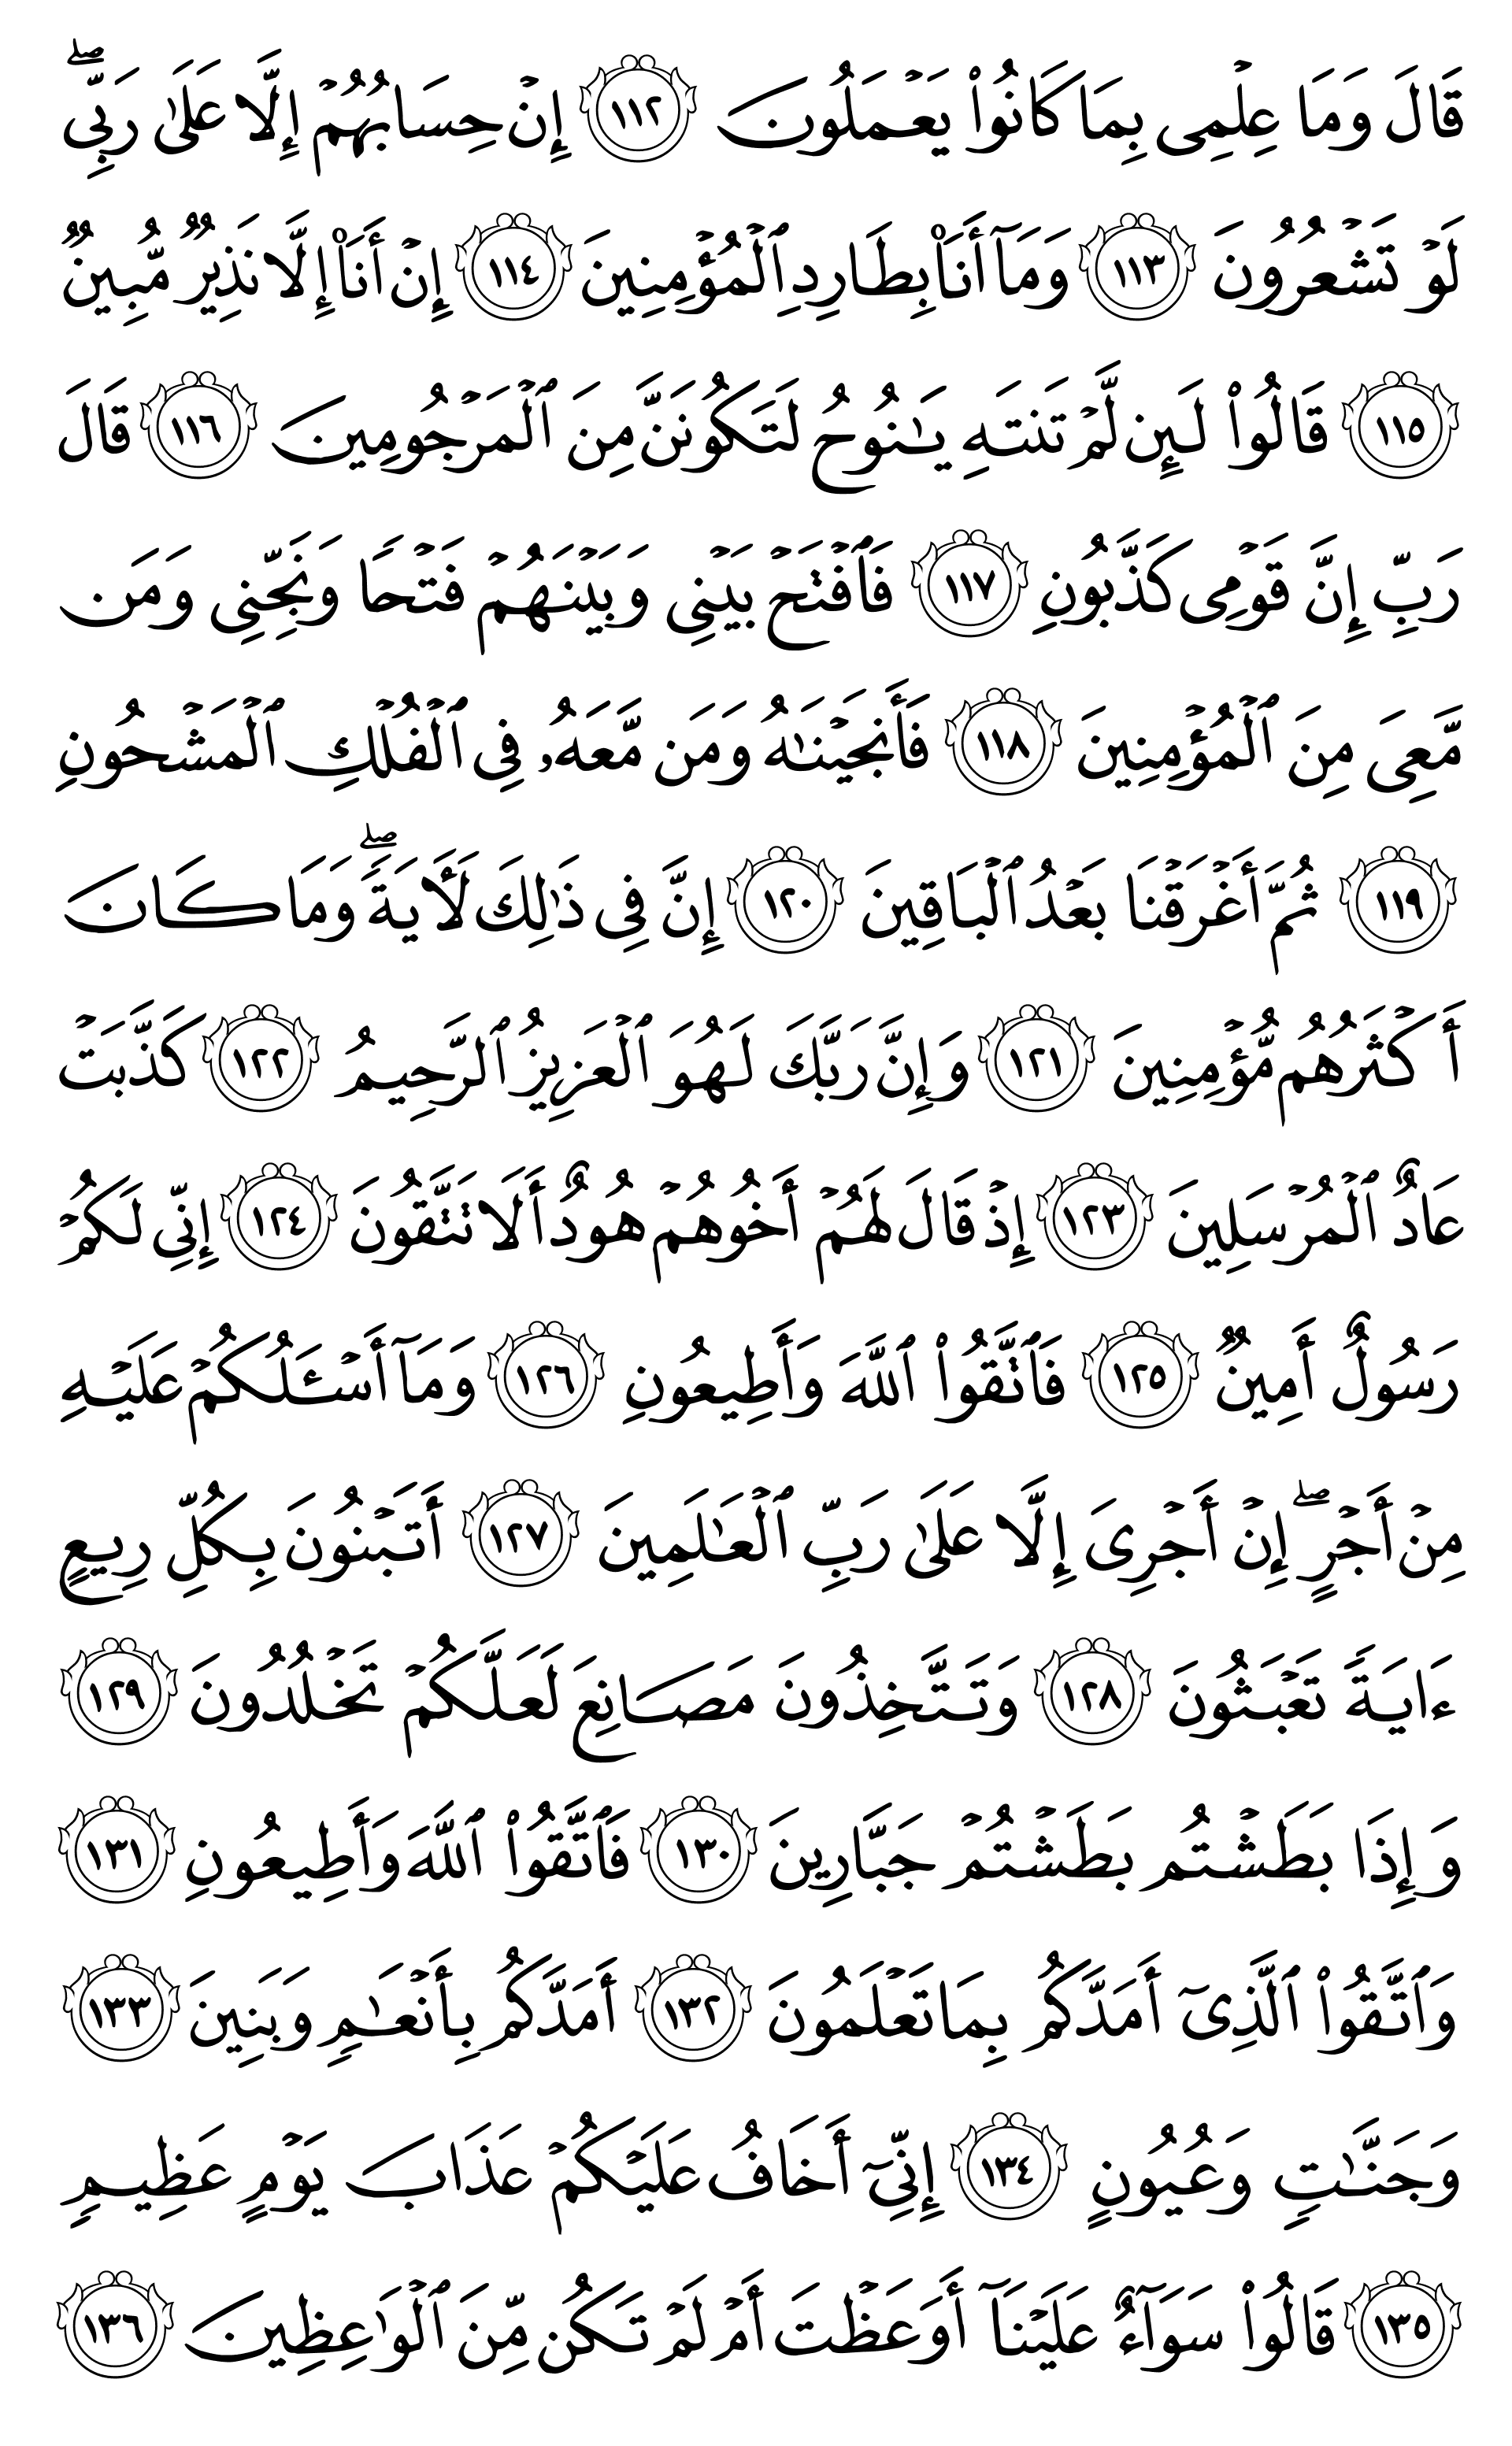 قَالَ وَمَا عِلۡمِي بِمَا كَانُواْ يَعۡمَلُونَ ١١٢ إِنۡ حِسَابُهُمۡ إِلَّا عَلَىٰ رَبِّيۖ
لَوۡ تَشۡعُرُونَ ١١٣ وَمَآ أَنَا۠ بِطَارِدِ ٱلۡمُؤۡمِنِينَ ١١٤ إِنۡ أَنَا۠ إِلَّا نَذِيرٞ مُّبِينٞ
١١٥ قَالُواْ لَئِن لَّمۡ تَنتَهِ يَٰنُوحُ لَتَكُونَنَّ مِنَ ٱلۡمَرۡجُومِينَ ١١٦ قَالَ
رَبِّ إِنَّ قَوۡمِي كَذَّبُونِ ١١٧ فَٱفۡتَحۡ بَيۡنِي وَبَيۡنَهُمۡ فَتۡحٗا وَنَجِّنِي وَمَن
مَّعِيَ مِنَ ٱلۡمُؤۡمِنِينَ ١١٨ فَأَنجَيۡنَٰهُ وَمَن مَّعَهُۥ فِي ٱلۡفُلۡكِ ٱلۡمَشۡحُونِ
١١٩ ثُمَّ أَغۡرَقۡنَا بَعۡدُ ٱلۡبَاقِينَ ١٢٠ إِنَّ فِي ذَٰلِكَ لَأٓيَةٗۖ وَمَا كَانَ
أَكۡثَرُهُم مُّؤۡمِنِينَ ١٢١ وَإِنَّ رَبَّكَ لَهُوَ ٱلۡعَزِيزُ ٱلرَّحِيمُ ١٢٢ كَذَّبَتۡ
عَادٌ ٱلۡمُرۡسَلِينَ ١٢٣ إِذۡ قَالَ لَهُمۡ أَخُوهُمۡ هُودٌ أَلَا تَتَّقُونَ ١٢٤ إِنِّي لَكُمۡ
رَسُولٌ أَمِينٞ ١٢٥ فَٱتَّقُواْ ٱللَّهَ وَأَطِيعُونِ ١٢٦ وَمَآ أَسۡـَٔلُكُمۡ عَلَيۡهِ
مِنۡ أَجۡرٍۖ إِنۡ أَجۡرِيَ إِلَّا عَلَىٰ رَبِّ ٱلۡعَٰلَمِينَ ١٢٧ أَتَبۡنُونَ بِكُلِّ رِيعٍ
ءَايَةٗ تَعۡبَثُونَ ١٢٨ وَتَتَّخِذُونَ مَصَانِعَ لَعَلَّكُمۡ تَخۡلُدُونَ ١٢٩
وَإِذَا بَطَشۡتُم بَطَشۡتُمۡ جَبَّارِينَ ١٣٠ فَٱتَّقُواْ ٱللَّهَ وَأَطِيعُونِ ١٣١
وَٱتَّقُواْ ٱلَّذِيٓ أَمَدَّكُم بِمَا تَعۡلَمُونَ ١٣٢ أَمَدَّكُم بِأَنۡعَٰمٖ وَبَنِينَ ١٣٣
وَجَنَّٰتٖ وَعُيُونٍ ١٣٤ إِنِّيٓ أَخَافُ عَلَيۡكُمۡ عَذَابَ يَوۡمٍ عَظِيمٖ
١٣٥ قَالُواْ سَوَآءٌ عَلَيۡنَآ أَوَعَظۡتَ أَمۡ لَمۡ تَكُن مِّنَ ٱلۡوَٰعِظِينَ ١٣٦